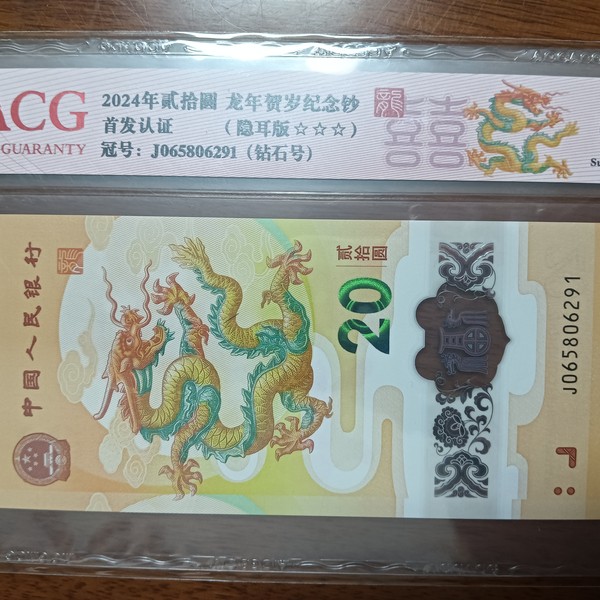 ACG
GUARANTY
2024年贰拾圆 龙年贺岁纪念钞
首发认证 （隐耳版☆☆☆）
冠号: J065806291（钻石号）
龍
Su
中国人民银行
贰拾圆
20
J065806291